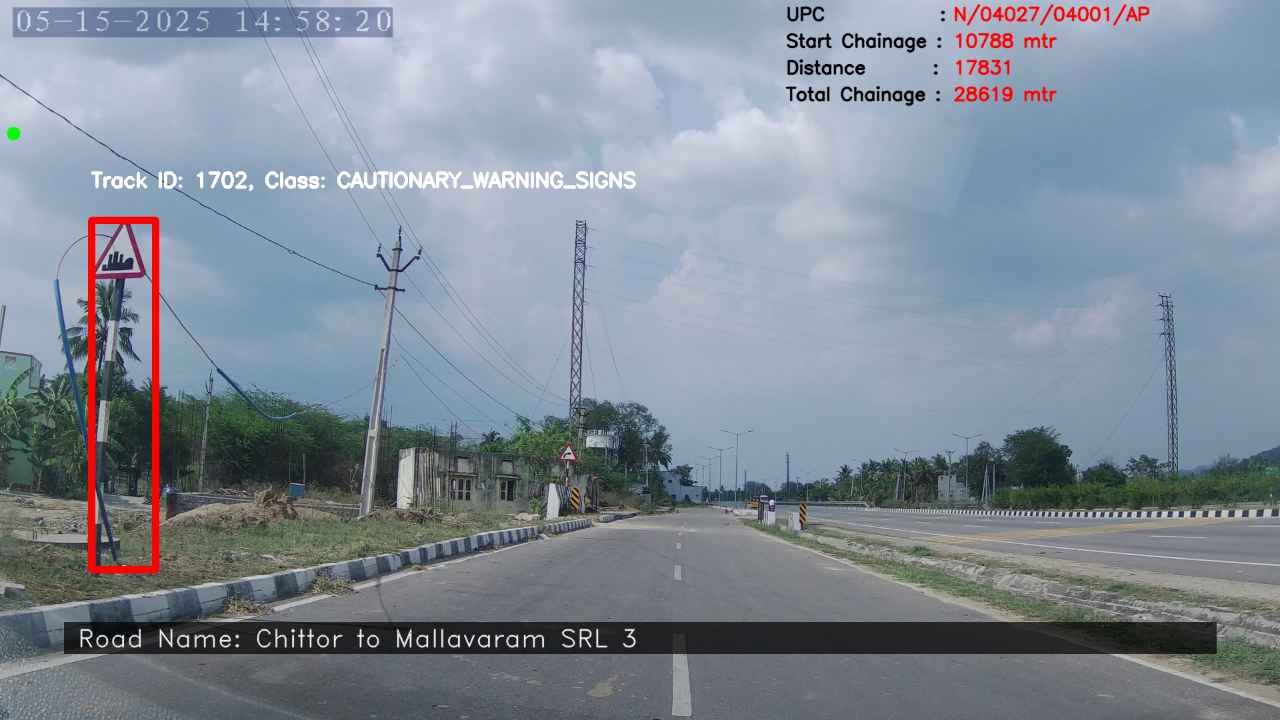 05-15-2025 14:58:20
UPC : N/04027/04001/AP
Start Chainage : 10788 mtr
Distance : 17831
Total Chainage : 28619 mtr
Track ID: 1702, Class: CAUTIONARY_WARNING_SIGNS
Road Name: Chittor to Mallavaram SRL 3